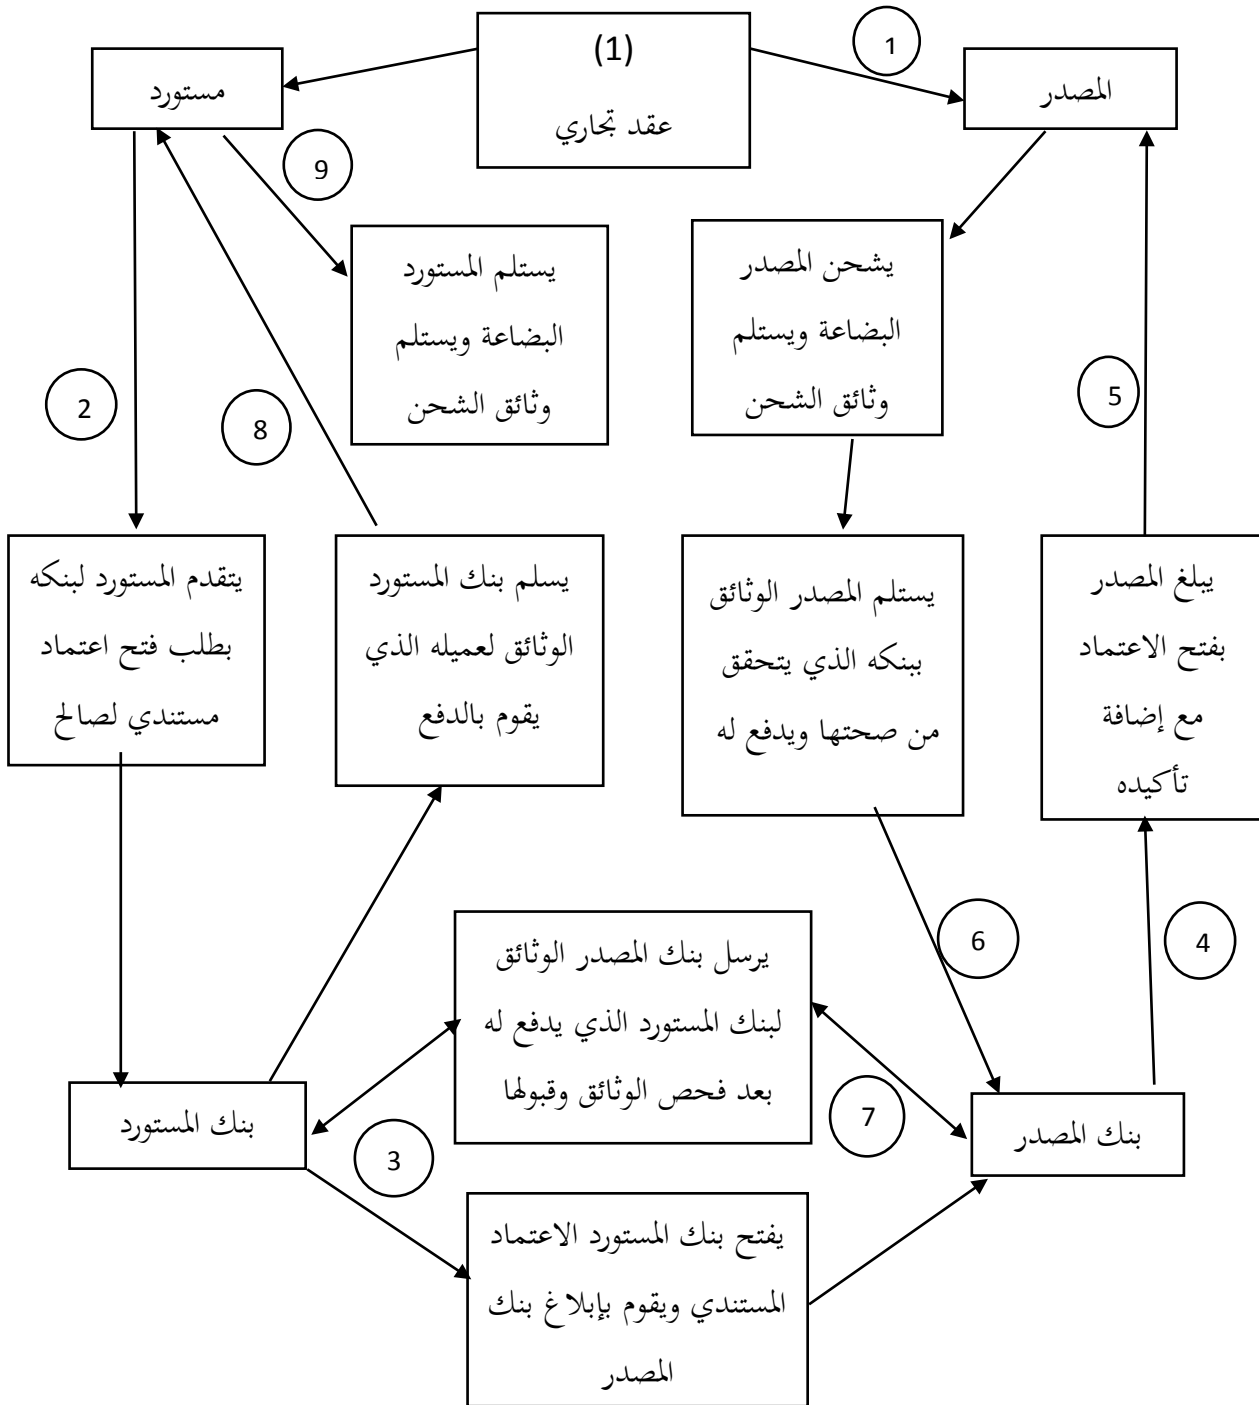 (1)
عقد تجاري
1
المصدر
مستورد
9
يشحن المصدر
البضاعة ويستلم
وثائق الشحن
يستلم المستورد
البضاعة ويستلم
وثائق الشحن
5
8
2
يبلغ المصدر
بفتح الاعتماد
مع إضافة
تأكيده
يستلم المصدر الوثائق
ببنكه الذي يتحقق
من صحتها ويدفع له
يسلم بنك المستورد
الوثائق لعميله الذي
يقوم بالدفع
يتقدم المستورد لبنكه
بطلب فتح اعتماد
مستندي لصالح
4
6
يرسل بنك المصدر الوثائق
لبنك المستورد الذي يدفع له
بعد فحص الوثائق وقبولها
7
3
بنك المصدر
بنك المستورد
يفتح بنك المستورد الاعتماد
المستندي ويقوم بإبلاغ بنك
المصدر